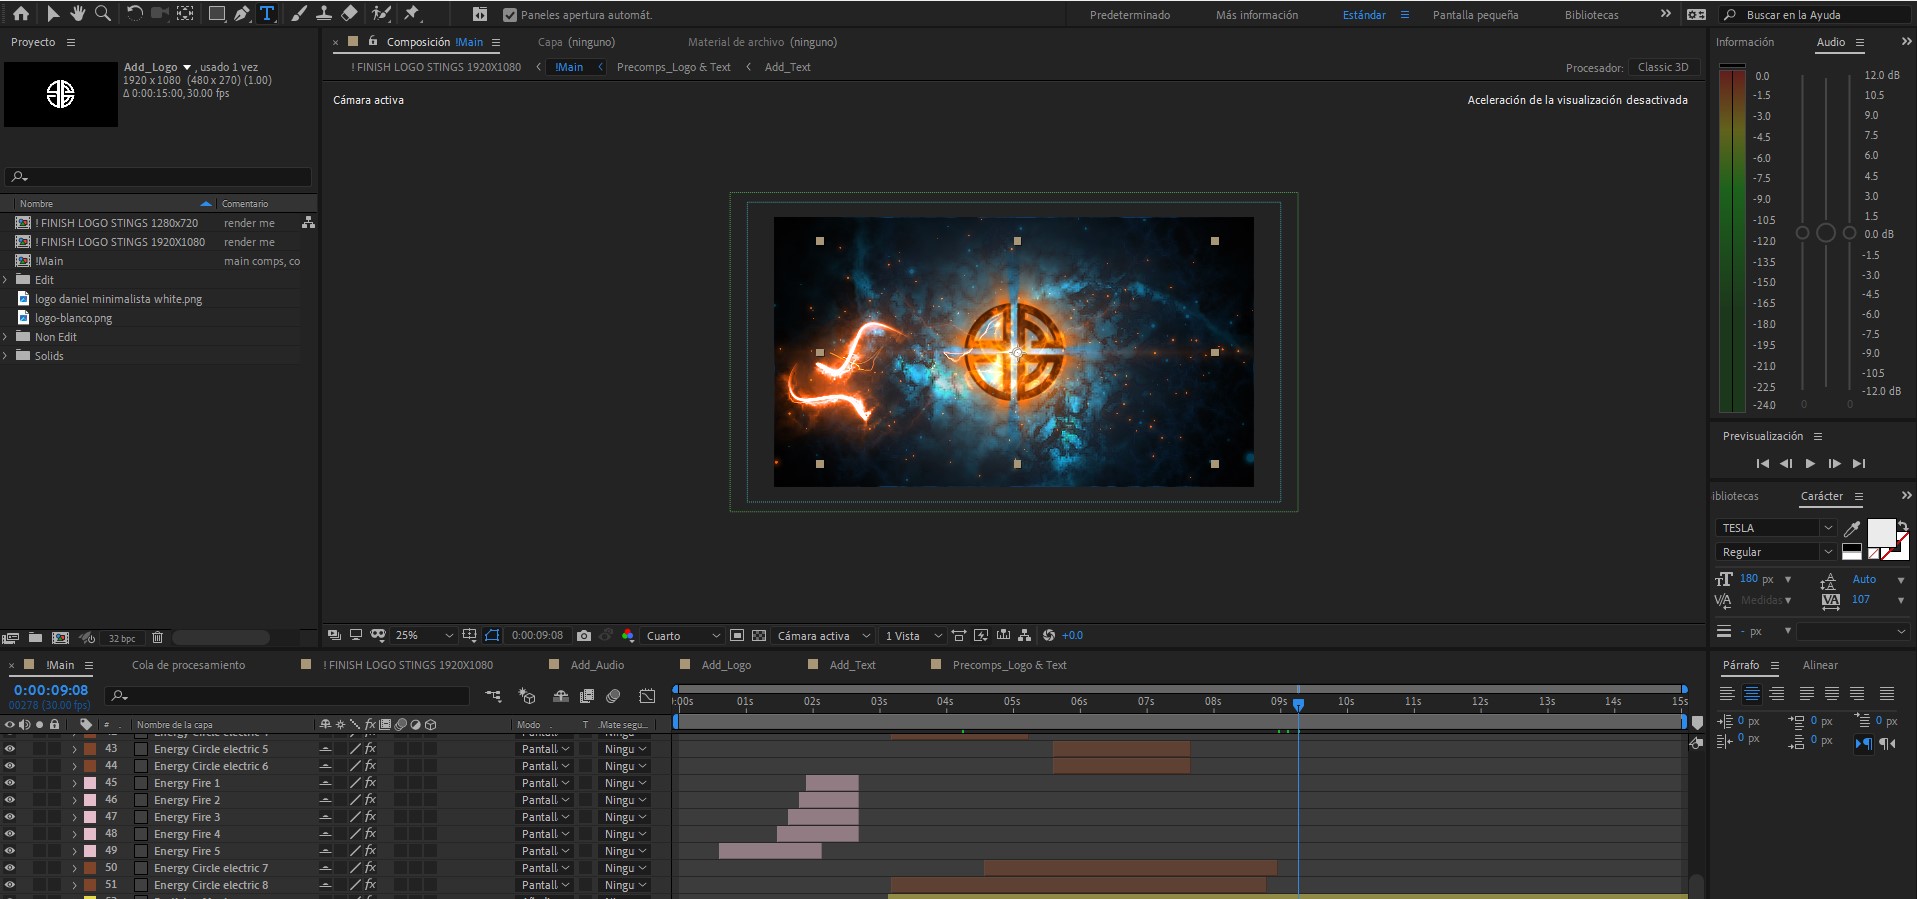 Paneles apertura automát.
Predeterminado
Más información
Estándar
Pantalla pequeña
Bibliotecas
Buscar en la Ayuda
Proyecto
Add_Logo , usado 1 vez
1920 x 1080 (480 x 270) (1.00)
Δ 0:00:15:00, 30.00 fps
Nombre
Comentario
! FINISH LOGO STINGS 1280x720 render me
! FINISH LOGO STINGS 1920X1080 render me
!Main main comps, co
Edit
logo daniel minimalista white.png
logo-blanco.png
Non Edit
Solids
32 bpc
Composición !Main
Capa (ninguno)
Material de archivo (ninguno)
! FINISH LOGO STINGS 1920X1080
!Main
Precomps_Logo & Text
Add_Text
Procesador: Classic 3D
Cámara activa
Aceleración de la visualización desactivada
25%
0:00:09:08
Cuarto
Cámara activa
1 Vista
+0.0
Información
Audio
0.0
-1.5
-3.0
-4.5
-6.0
-7.5
-9.0
-10.5
-12.0
-13.5
-15.0
-16.5
-18.0
-19.5
-21.0
-22.5
-24.0
12.0 dB
10.5
9.0
7.5
6.0
4.5
3.0
1.5
0.0 dB
-1.5
-3.0
-4.5
-6.0
-7.5
-9.0
-10.5
-12.0 dB
0
0
Previsualización
ibliotecas
Carácter
TESLA
Regular
180 px
Auto
Medidas
107
- px
Párrafo
Alinear
0 px
0 px
0 px
0 px
0 px
!Main
Cola de procesamiento
! FINISH LOGO STINGS 1920X1080
Add_Audio
Add_Logo
Add_Text
Precomps_Logo & Text
0:00:09:08
00278 (30.00 fps)
:00s
01s
02s
03s
04s
05s
06s
07s
08s
09s
10s
11s
12s
13s
14s
15s
#
Nombre de la capa
fx
Modo
T
.Mate segu...
43 Energy Circle electric 5 fx Pantall Ningu
44 Energy Circle electric 6 fx Pantall Ningu
45 Energy Fire 1 fx Pantall Ningu
46 Energy Fire 2 fx Pantall Ningu
47 Energy Fire 3 fx Pantall Ningu
48 Energy Fire 4 fx Pantall Ningu
49 Energy Fire 5 fx Pantall Ningu
50 Energy Circle electric 7 fx Pantall Ningu
51 Energy Circle electric 8 fx Pantall Ningu